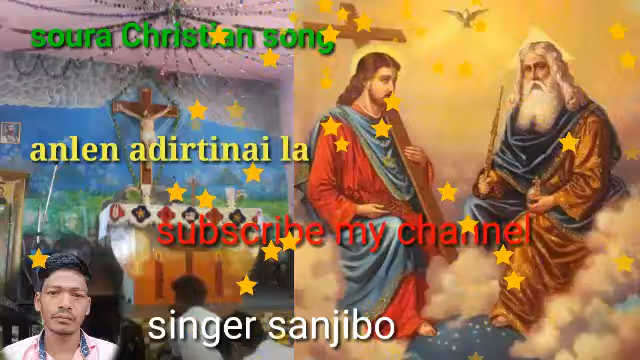 soura Christian song
anlen adirtinai la
subscribe my channel
singer sanjibo